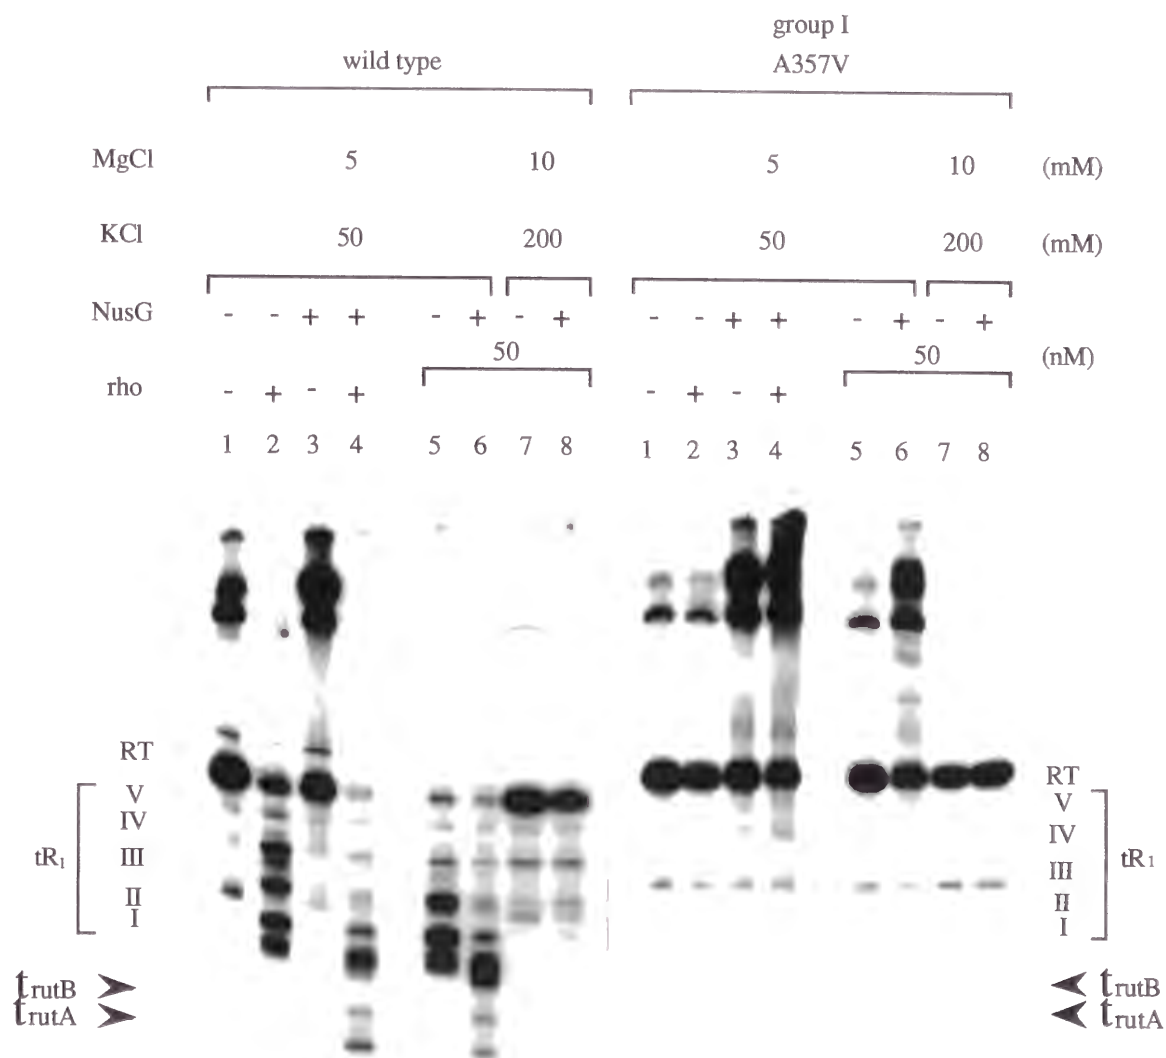 group I
wild type A357V
MgCl 5 10 5 10 (mM)
KCl 50 200 50 200 (mM)
NusG - - + + - + - + - - + + - + - +
50 50 (nM)
rho - + - + - + - +
1 2 3 4 5 6 7 8 1 2 3 4 5 6 7 8
RT RT
V V
IV IV
tR1 III III tR1
II II
I I
trutB trutB
trutA trutA